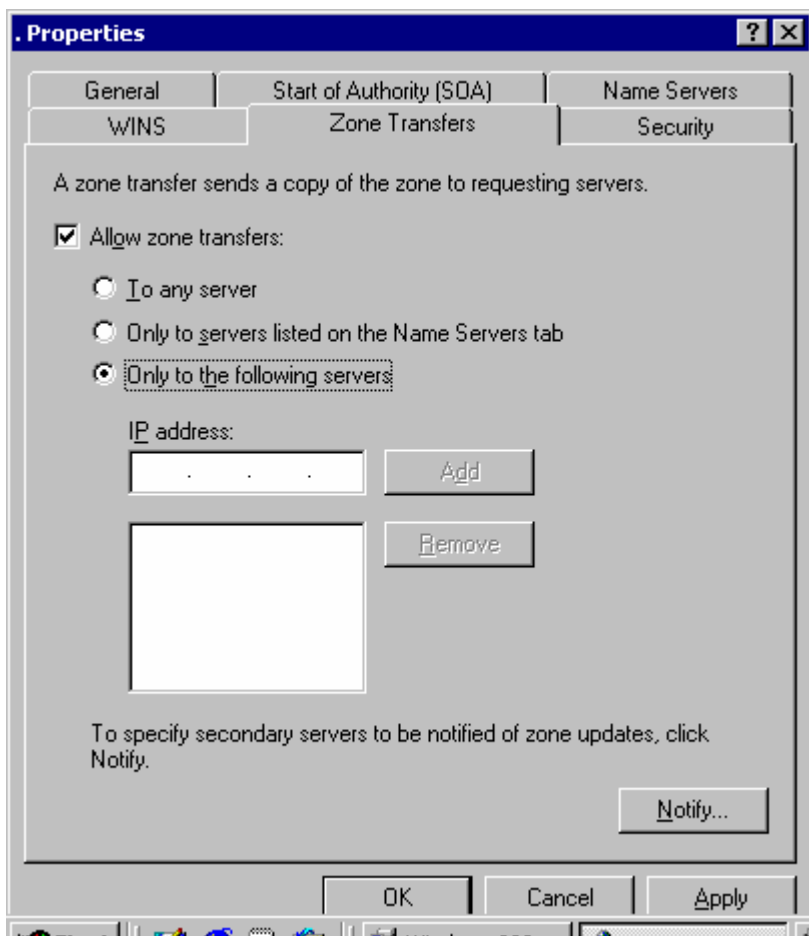 . Properties
General Start of Authority (SOA) Name Servers
WINS Zone Transfers Security
A zone transfer sends a copy of the zone to requesting servers.
Allow zone transfers:
To any server
Only to servers listed on the Name Servers tab
Only to the following servers
IP address:
. . .
Add
Remove
To specify secondary servers to be notified of zone updates, click
Notify.
Notify...
OK Cancel Apply